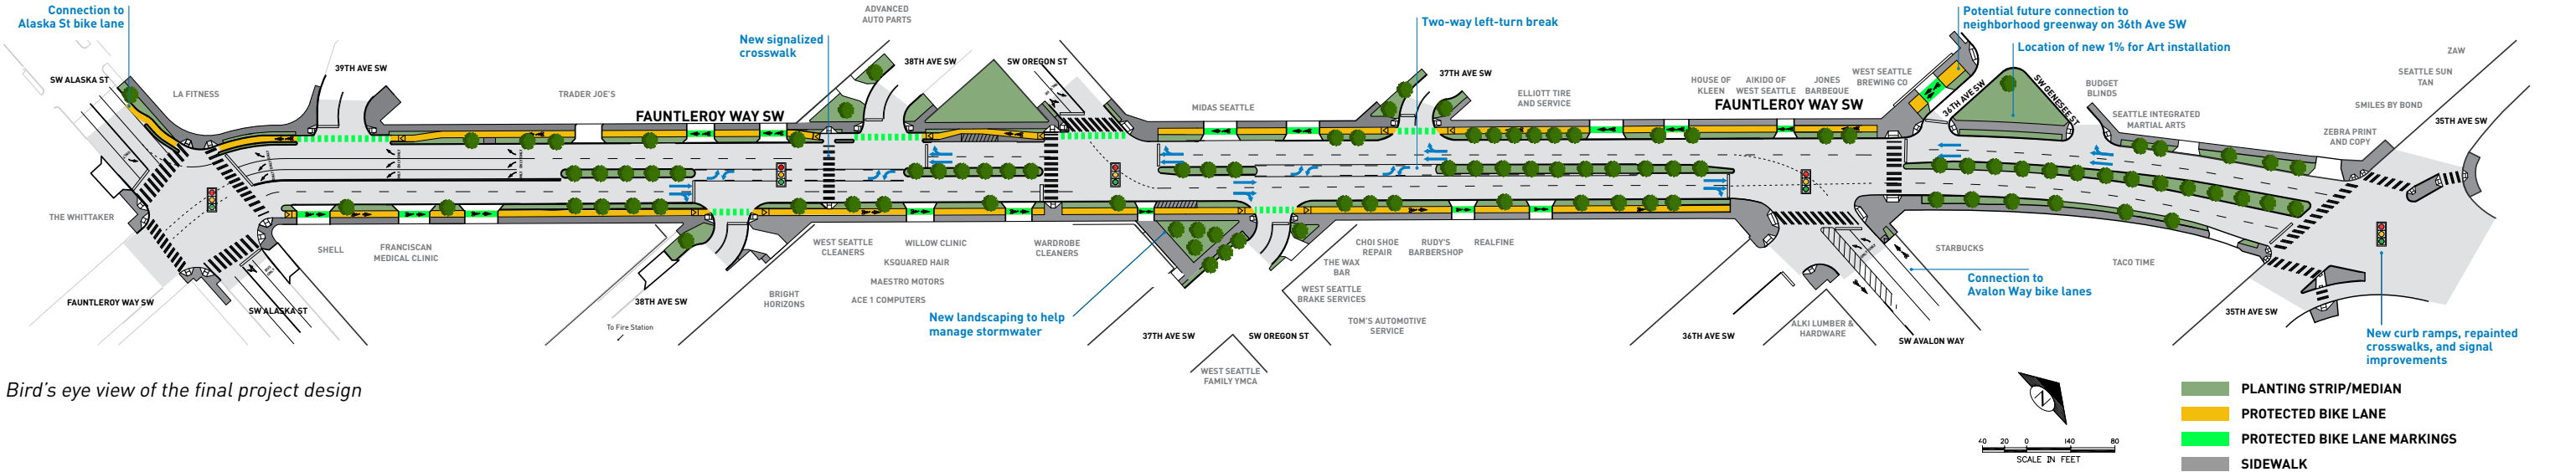 Connection to
Alaska St bike lane
SW ALASKA ST
LA FITNESS
39TH AVE SW
TRADER JOE'S
FAUNTLEROY WAY SW
New signalized
crosswalk
ADVANCED
AUTO PARTS
38TH AVE SW
SW OREGON ST
MIDAS SEATTLE
Two-way left-turn break
37TH AVE SW
ELLIOTT TIRE
AND SERVICE
HOUSE OF
KLEEN
AIKIDO OF
WEST SEATTLE
JONES
BARBEQUE
WEST SEATTLE
BREWING CO
FAUNTLEROY WAY SW
Potential future connection to
neighborhood greenway on 36th Ave SW
Location of new 1% for Art installation
36TH AVE SW
SW GENESEE ST
BUDGET
BLINDS
SEATTLE INTEGRATED
MARTIAL ARTS
ZAW
SEATTLE SUN
TAN
SMILES BY BOND
ZEBRA PRINT
AND COPY
35TH AVE SW
THE WHITTAKER
FAUNTLEROY WAY SW
SW ALASKA ST
SHELL
FRANCISCAN
MEDICAL CLINIC
38TH AVE SW
To Fire Station
BRIGHT
HORIZONS
WEST SEATTLE
CLEANERS
WILLOW CLINIC
KSQUARED HAIR
MAESTRO MOTORS
ACE 1 COMPUTERS
WARDROBE
CLEANERS
New landscaping to help
manage stormwater
37TH AVE SW
SW OREGON ST
WEST SEATTLE
FAMILY YMCA
CHOI SHOE
REPAIR
RUDY'S
BARBERSHOP
REALFINE
THE WAX
BAR
WEST SEATTLE
BRAKE SERVICES
TOM'S AUTOMOTIVE
SERVICE
36TH AVE SW
ALKI LUMBER &
HARDWARE
SW AVALON WAY
STARBUCKS
Connection to
Avalon Way bike lanes
TACO TIME
35TH AVE SW
New curb ramps, repainted
crosswalks, and signal
improvements
Bird's eye view of the final project design
N
40 20 0 140 80
SCALE IN FEET
PLANTING STRIP/MEDIAN
PROTECTED BIKE LANE
PROTECTED BIKE LANE MARKINGS
SIDEWALK